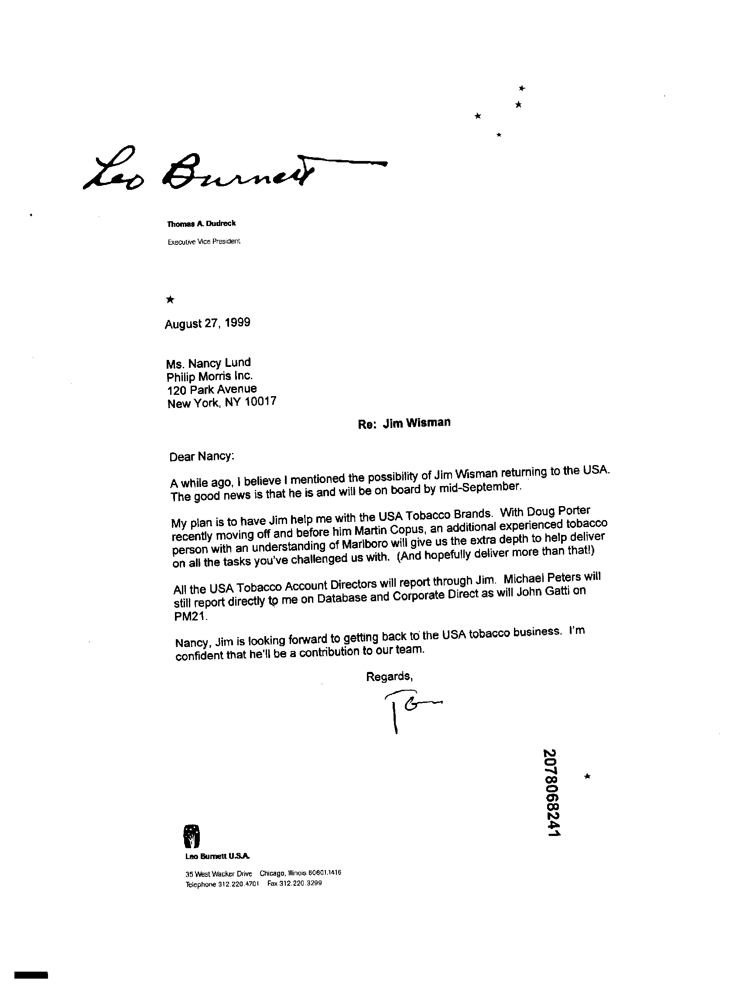 Leo Burnett
Thomas A. Dudreck
Executive Vice President
August 27, 1999
Ms. Nancy Lund
Philip Morris Inc.
120 Park Avenue
New York, NY 10017
Re: Jim Wisman
Dear Nancy:
A while ago, I believe I mentioned the possibility of Jim Wisman returning to the USA.
The good news is that he is and will be on board by mid-September.
My plan is to have Jim help me with the USA Tobacco Brands. With Doug Porter
recently moving off and before him Martin Copus, an additional experienced tobacco
person with an understanding of Marlboro will give us the extra depth to help deliver
on all the tasks you've challenged us with. (And hopefully deliver more than that!)
All the USA Tobacco Account Directors will report through Jim. Michael Peters will
still report directly to me on Database and Corporate Direct as will John Gatti on
PM21.
Nancy, Jim is looking forward to getting back to the USA tobacco business. I'm
confident that he'll be a contribution to our team.
Regards,
Tom
2078068241
Leo Burnett U.S.A.
35 West Wacker Drive Chicago, Illinois 60601.1416
Telephone 312.220.4701 Fax 312.220.3299